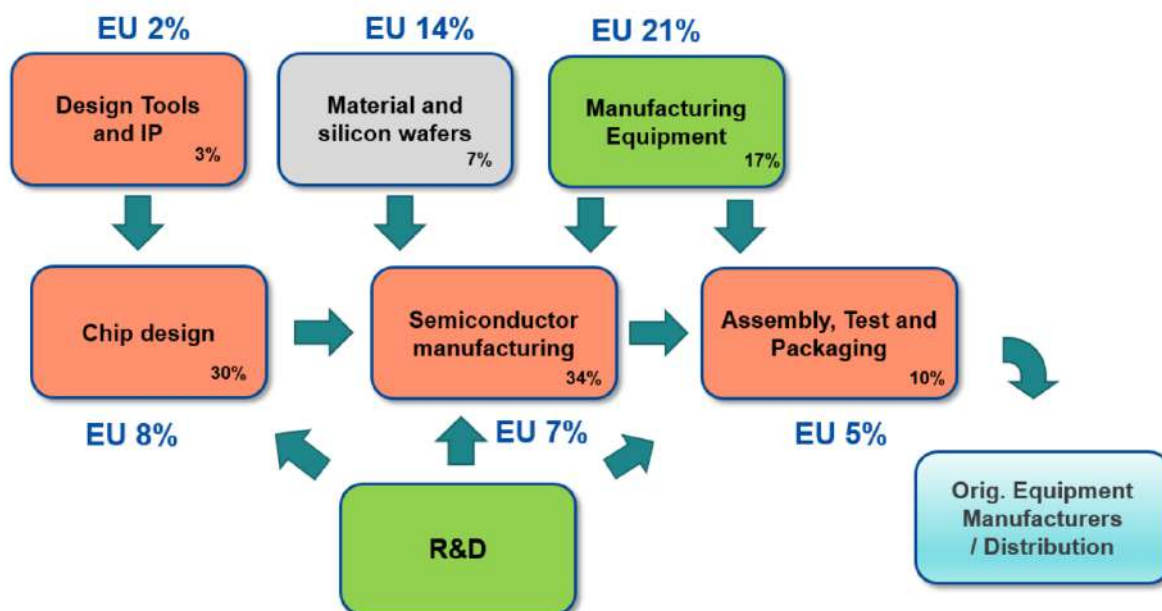 EU 2%
EU 14%
EU 21%
Design Tools
and IP
3%
Material and
silicon wafers
7%
Manufacturing
Equipment
17%
Chip design
30%
Semiconductor
manufacturing
34%
Assembly, Test and
Packaging
10%
EU 8%
EU 7%
EU 5%
R&D
Orig. Equipment
Manufacturers
/ Distribution